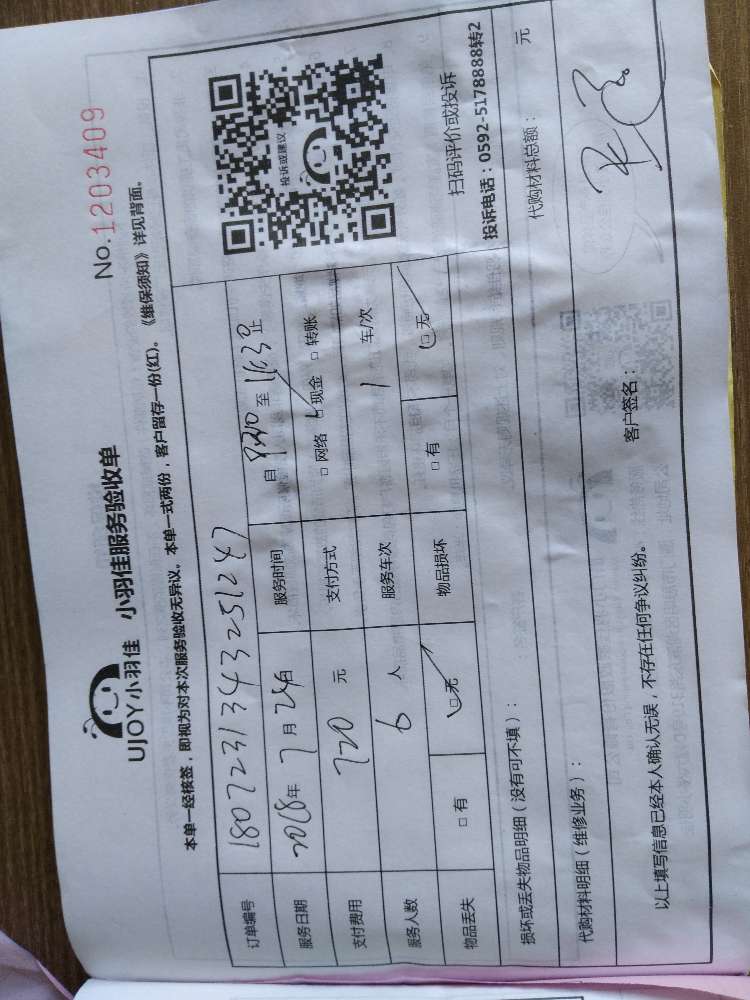 No.1203409
UJOY小羽佳 小羽佳服务验收单
本单一经核签,即视为对本次服务验收无异议。本单一式两份,客户留存一份(红)。《维保须知》详见背面。
订单编号 1807231343251247
服务日期 2018年7月24日 服务时间 自 至 11:30止
支付费用 720 元 支付方式 □网络 □现金 □转账
服务人数 6 人 服务车次 1 车/次
物品丢失 □有 □无 物品损坏 □有 □无
投诉或建议
扫码评价或投诉
投诉电话:0592-5178888转2
损坏或丢失物品明细(没有可不填):
代购材料明细(维修业务): 代购材料总额: 元
以上填写信息已经本人确认无误,不存在任何争议纠纷。 客户签名: